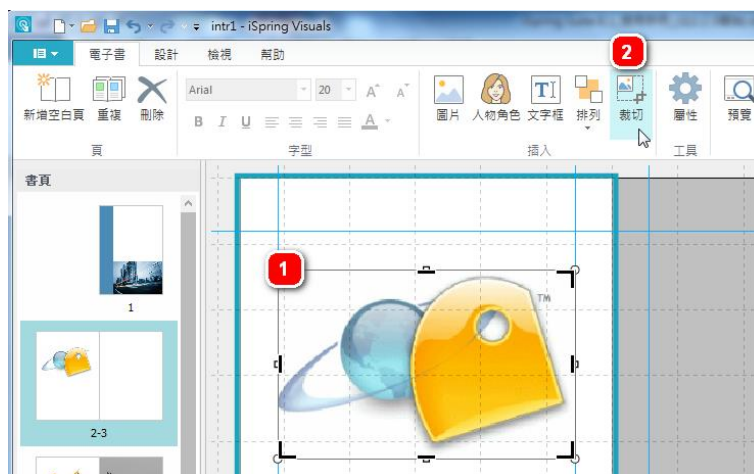 intr1 - iSpring Visuals
電子書 設計 檢視 幫助
2
Arial 20 A A
新增空白頁 重複 刪除 B I U A 圖片 人物角色 文字框 排列 裁切 屬性 預覽
頁 字型 插入 工具
書頁
1
TM
1
2-3